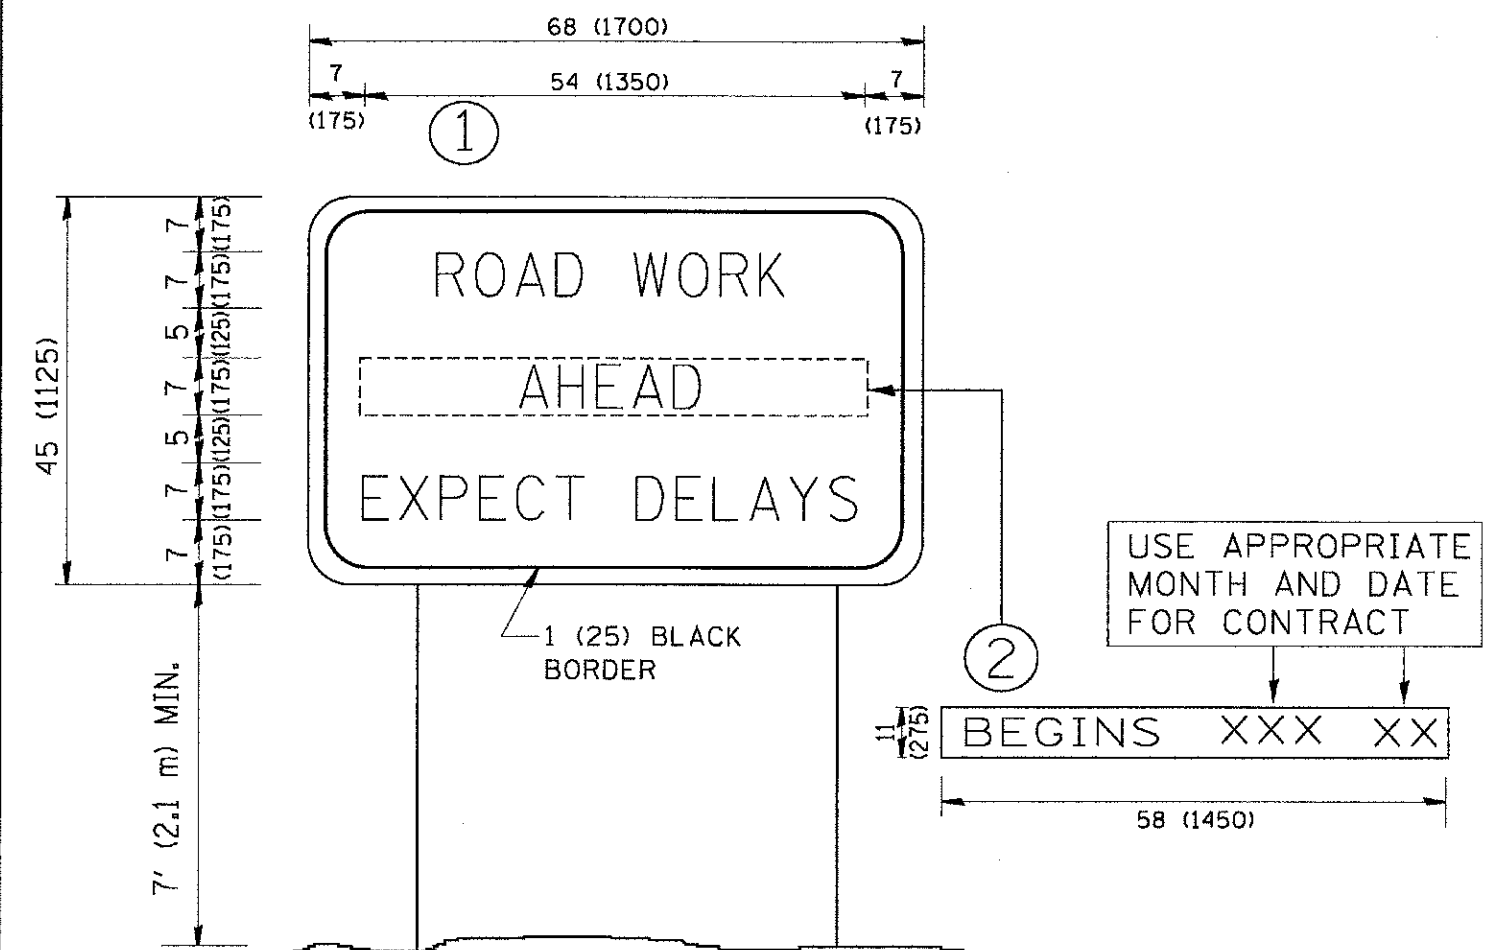 68 (1700)
7
54 (1350)
7
(175)
(175)
1
45 (1125)
7
(175)
7
(175)
5
(125)
7
(175)
5
(125)
7
(175)
7
(175)
ROAD WORK
AHEAD
EXPECT DELAYS
1 (25) BLACK
BORDER
7' (2.1 m) MIN.
USE APPROPRIATE
MONTH AND DATE
FOR CONTRACT
2
11
(275)
BEGINS XXX XX
58 (1450)